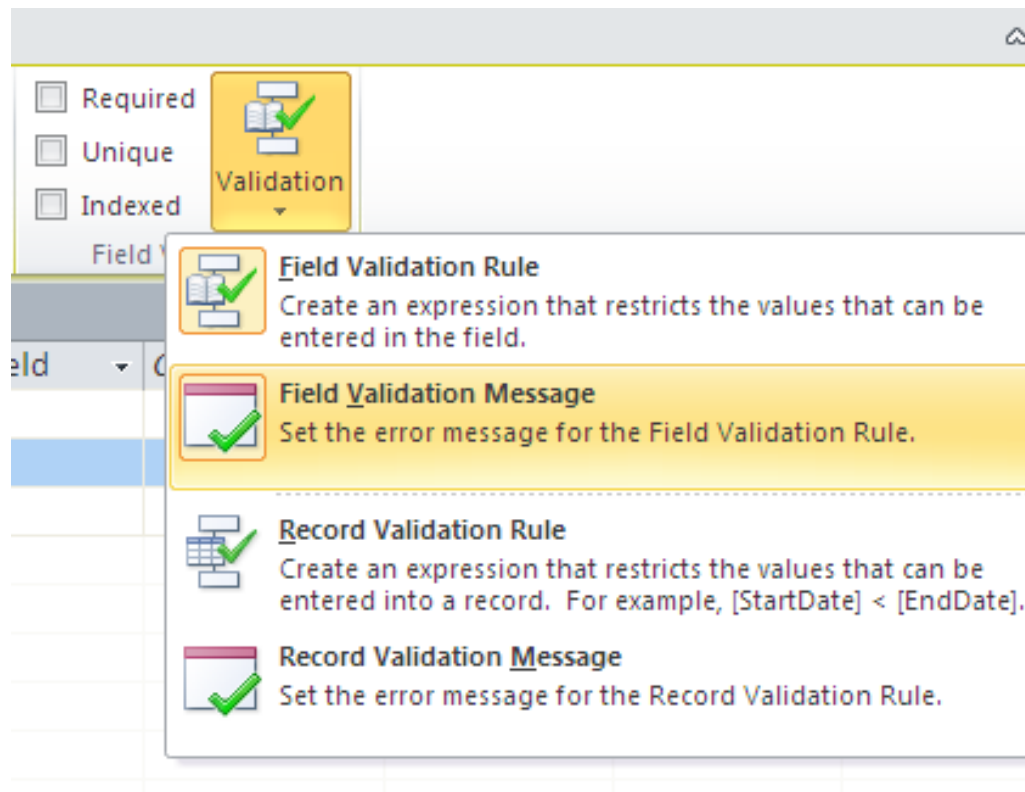 Required
Unique
Indexed
Validation
Field
Field Validation Rule
Create an expression that restricts the values that can be
entered in the field.
Field Validation Message
Set the error message for the Field Validation Rule.
Record Validation Rule
Create an expression that restricts the values that can be
entered into a record.  For example, [StartDate] < [EndDate].
Record Validation Message
Set the error message for the Record Validation Rule.